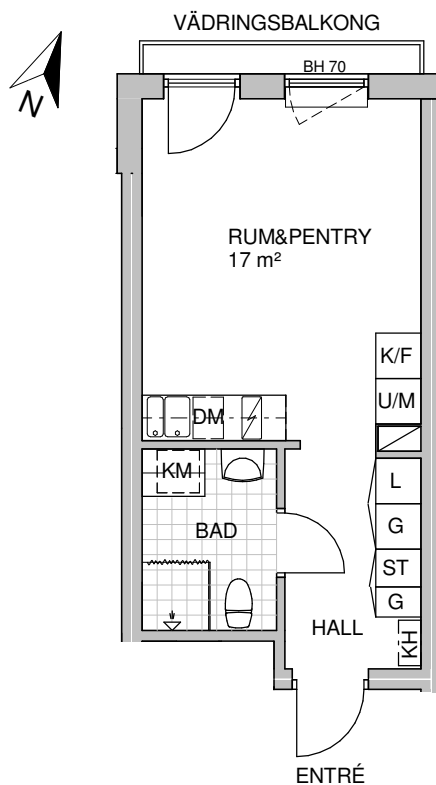 VÄDRINGSBALKONG
BH 70
N
RUM&PENTRY
17 m²
K/F
U/M
DM
KM
L
BAD
G
ST
G
HALL
KH
ENTRÉ